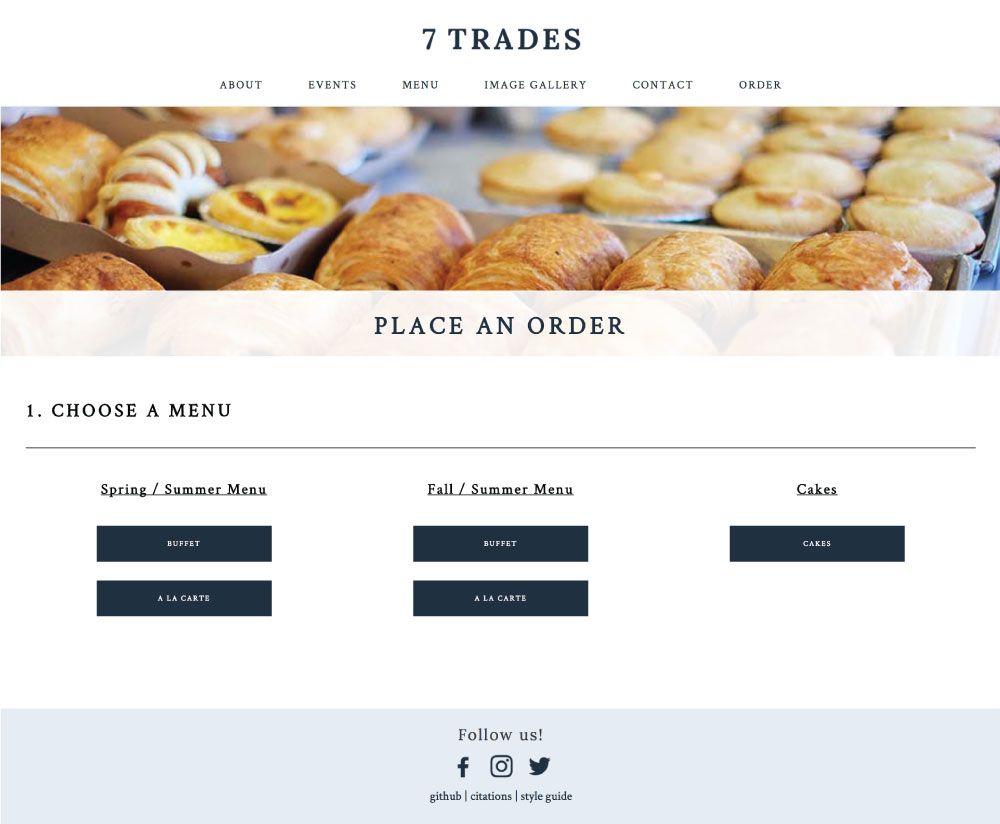 7 TRADES
ABOUT EVENTS MENU IMAGE GALLERY CONTACT ORDER
PLACE AN ORDER
1. CHOOSE A MENU
Spring / Summer Menu Fall / Summer Menu Cakes
BUFFET BUFFET CAKES
A LA CARTE A LA CARTE
Follow us!
github | citations | style guide